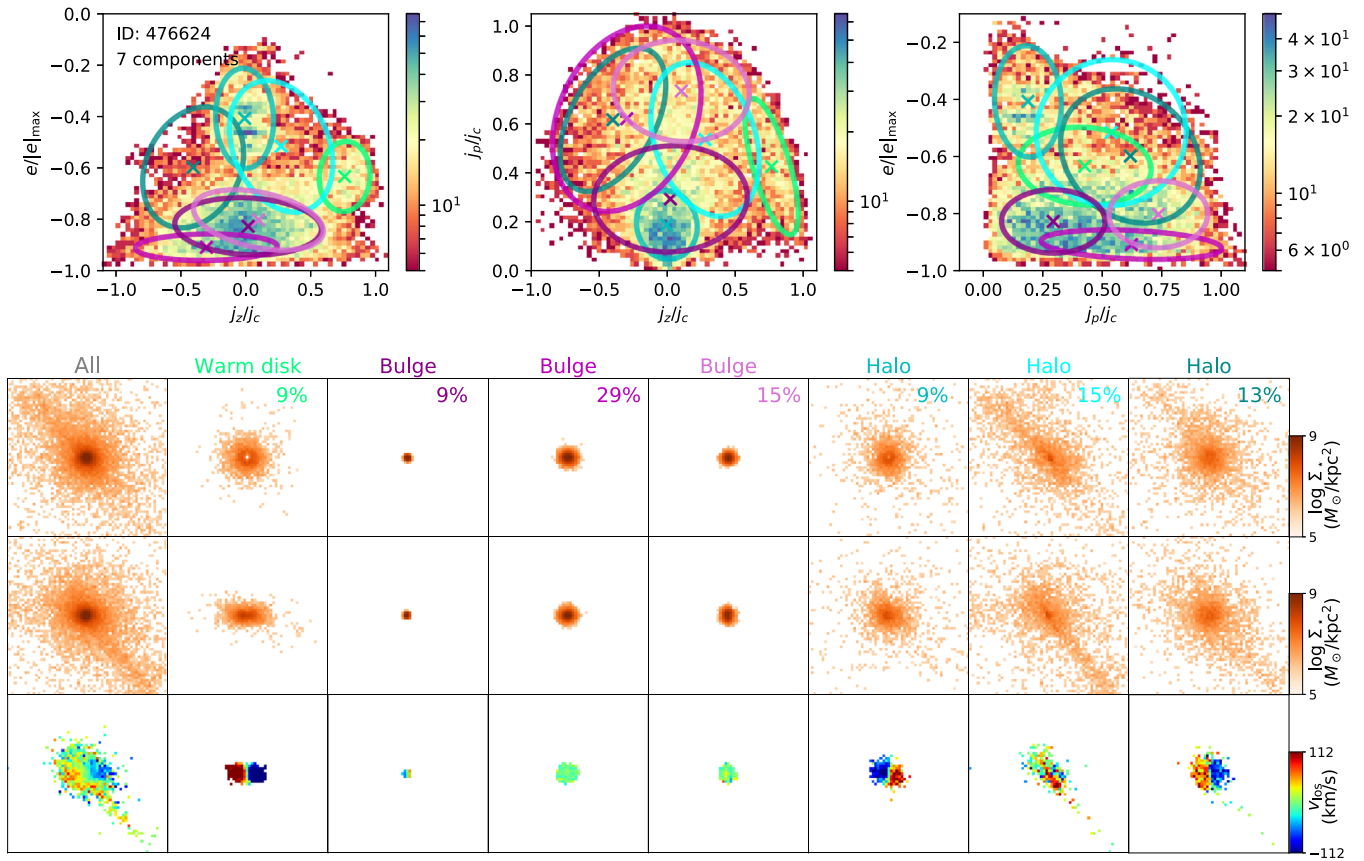 ID: 476624
7 components
0.0
−0.2
−0.4
−0.6
−0.8
−1.0
e/|e|max
−1.0 −0.5 0.0 0.5 1.0
jz/jc
10¹
1.0
0.8
0.6
0.4
0.2
0.0
jp/jc
−1.0 −0.5 0.0 0.5 1.0
jz/jc
10¹
−0.2
−0.4
−0.6
−0.8
−1.0
e/|e|max
0.00 0.25 0.50 0.75 1.00
jp/jc
4 × 10¹
3 × 10¹
2 × 10¹
10¹
6 × 10⁰
All Warm disk Bulge Bulge Bulge Halo Halo Halo
9% 9% 29% 15% 9% 15% 13%
9
log Σ⋆
(M⊙/kpc²)
5
9
log Σ⋆
(M⊙/kpc²)
5
112
vlos
(km/s)
−112